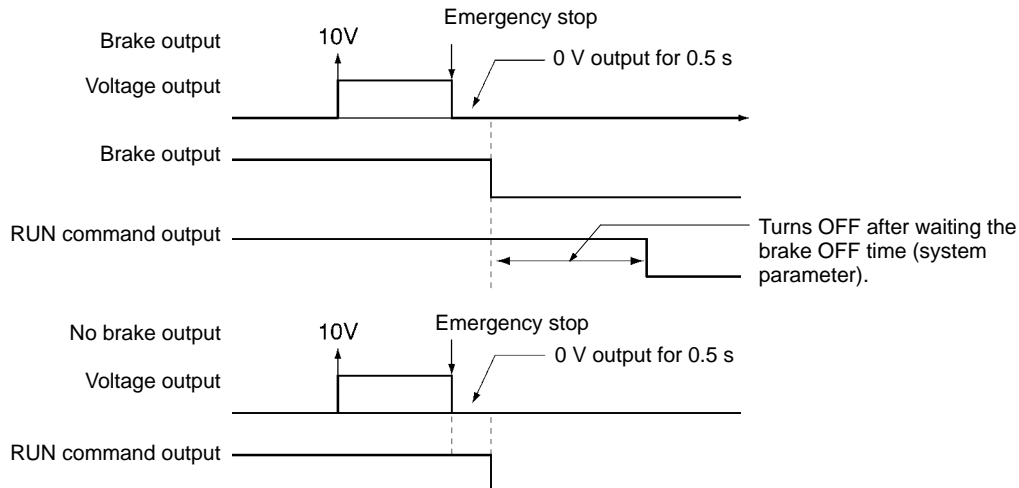 Emergency stop
Brake output
10V
0 V output for 0.5 s
Voltage output
Brake output
RUN command output
Turns OFF after waiting the
brake OFF time (system
parameter).
No brake output
10V
Emergency stop
0 V output for 0.5 s
Voltage output
RUN command output